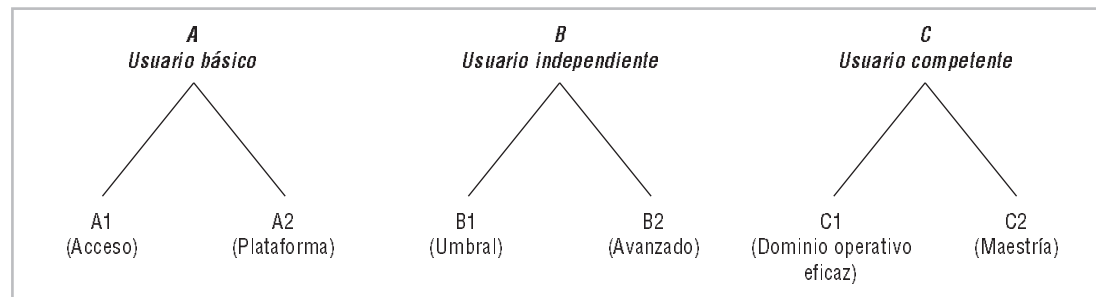 A B C
Usuario básico Usuario independiente Usuario competente
A1 A2 B1 B2 C1 C2
(Acceso) (Plataforma) (Umbral) (Avanzado) (Dominio operativo (Maestría)
eficaz)